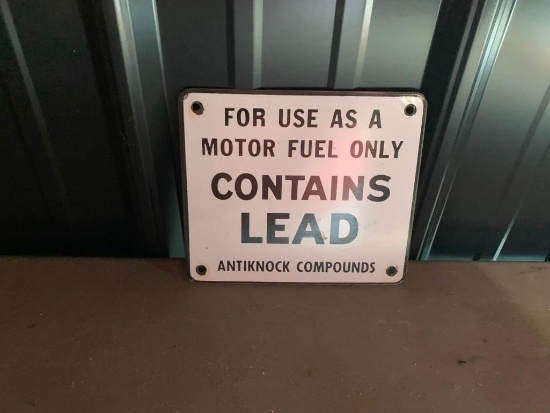 FOR USE AS A
MOTOR FUEL ONLY
CONTAINS
LEAD
ANTIKNOCK COMPOUNDS